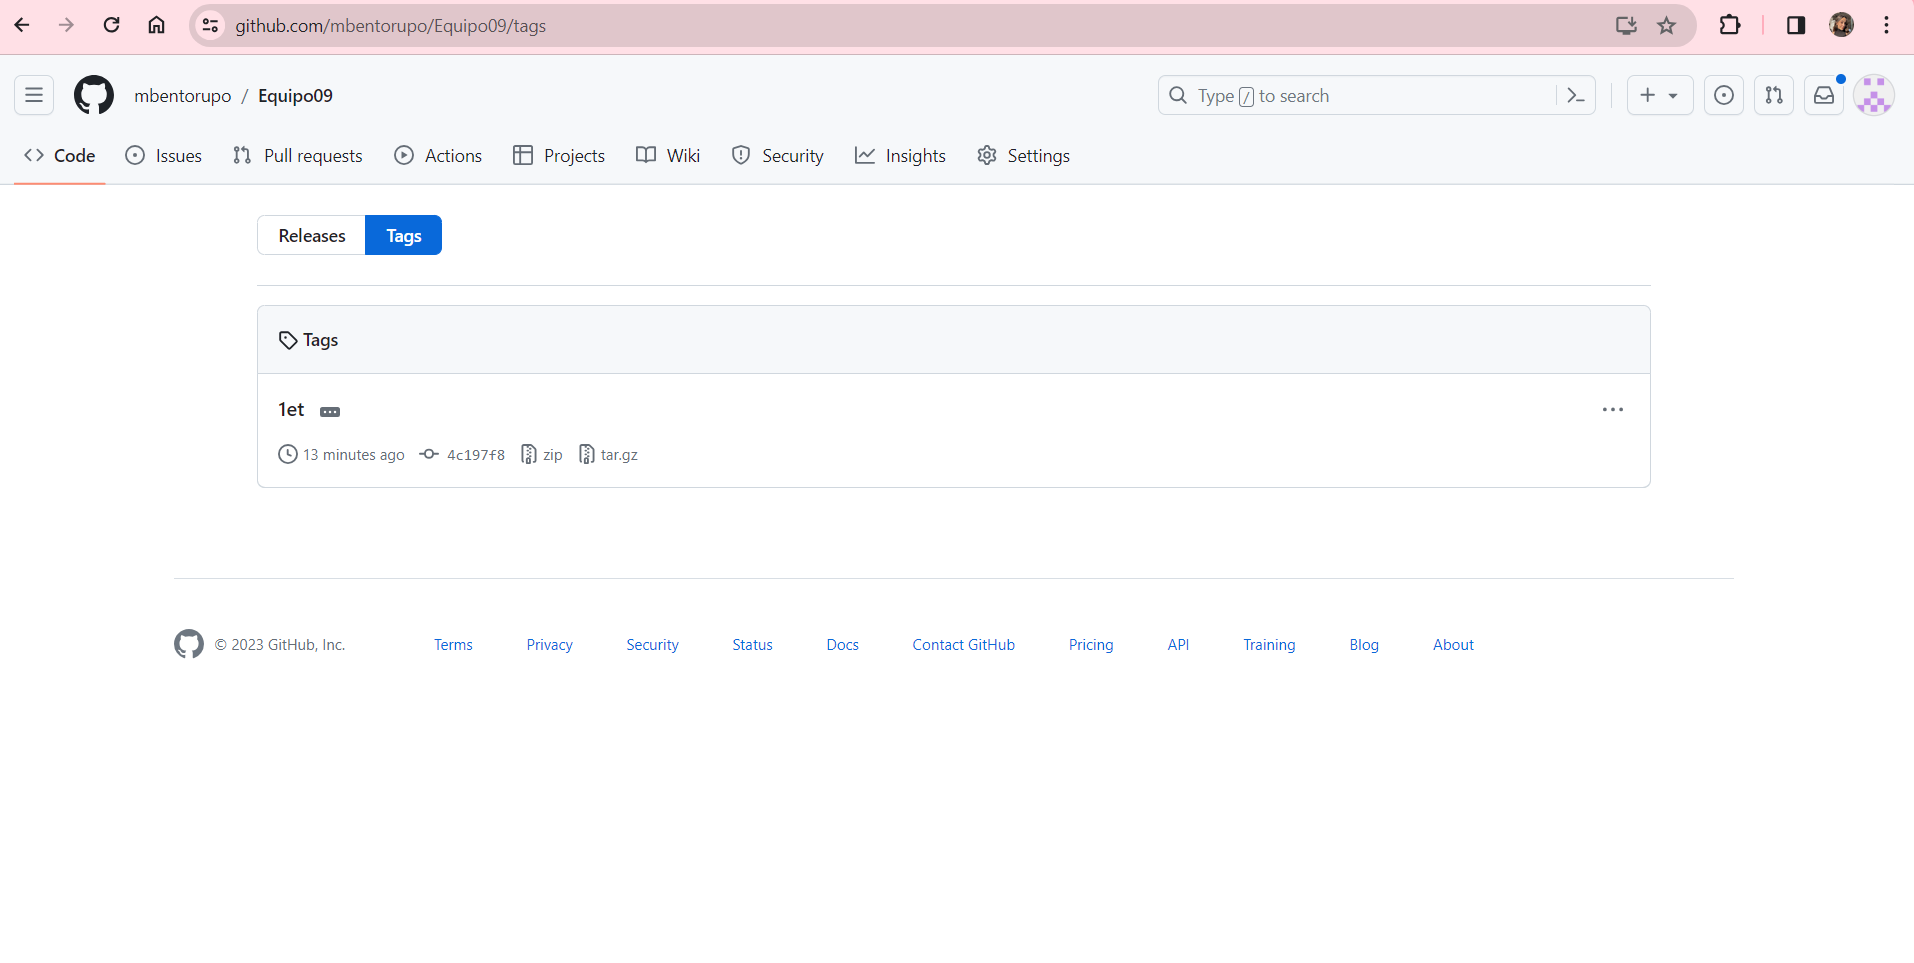 github.com/mbentorupo/Equipo09/tags
mbentorupo / Equipo09
Type / to search
Code Issues Pull requests Actions Projects Wiki Security Insights Settings
Releases Tags
Tags
1et
13 minutes ago 4c197f8 zip tar.gz
© 2023 GitHub, Inc. Terms Privacy Security Status Docs Contact GitHub Pricing API Training Blog About